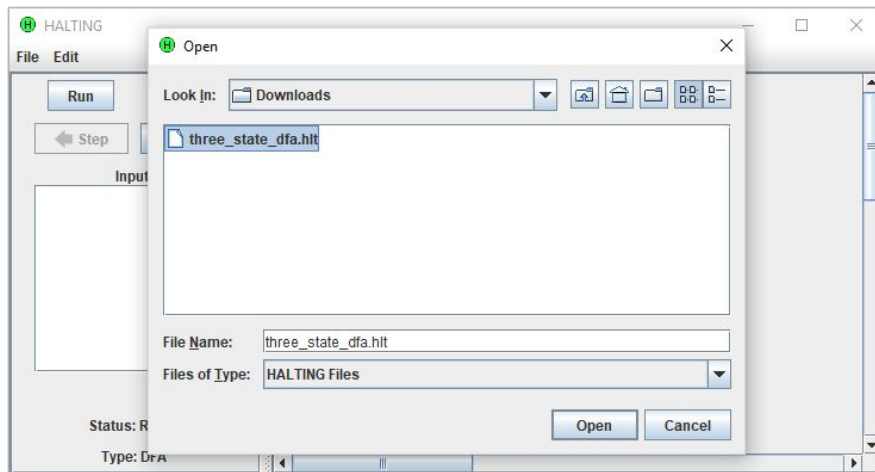 HALTING
File Edit
Open
Run
Look In: Downloads
Step
three_state_dfa.hlt
Input
File Name: three_state_dfa.hlt
Files of Type: HALTING Files
Status: R
Open Cancel
Type: DFA